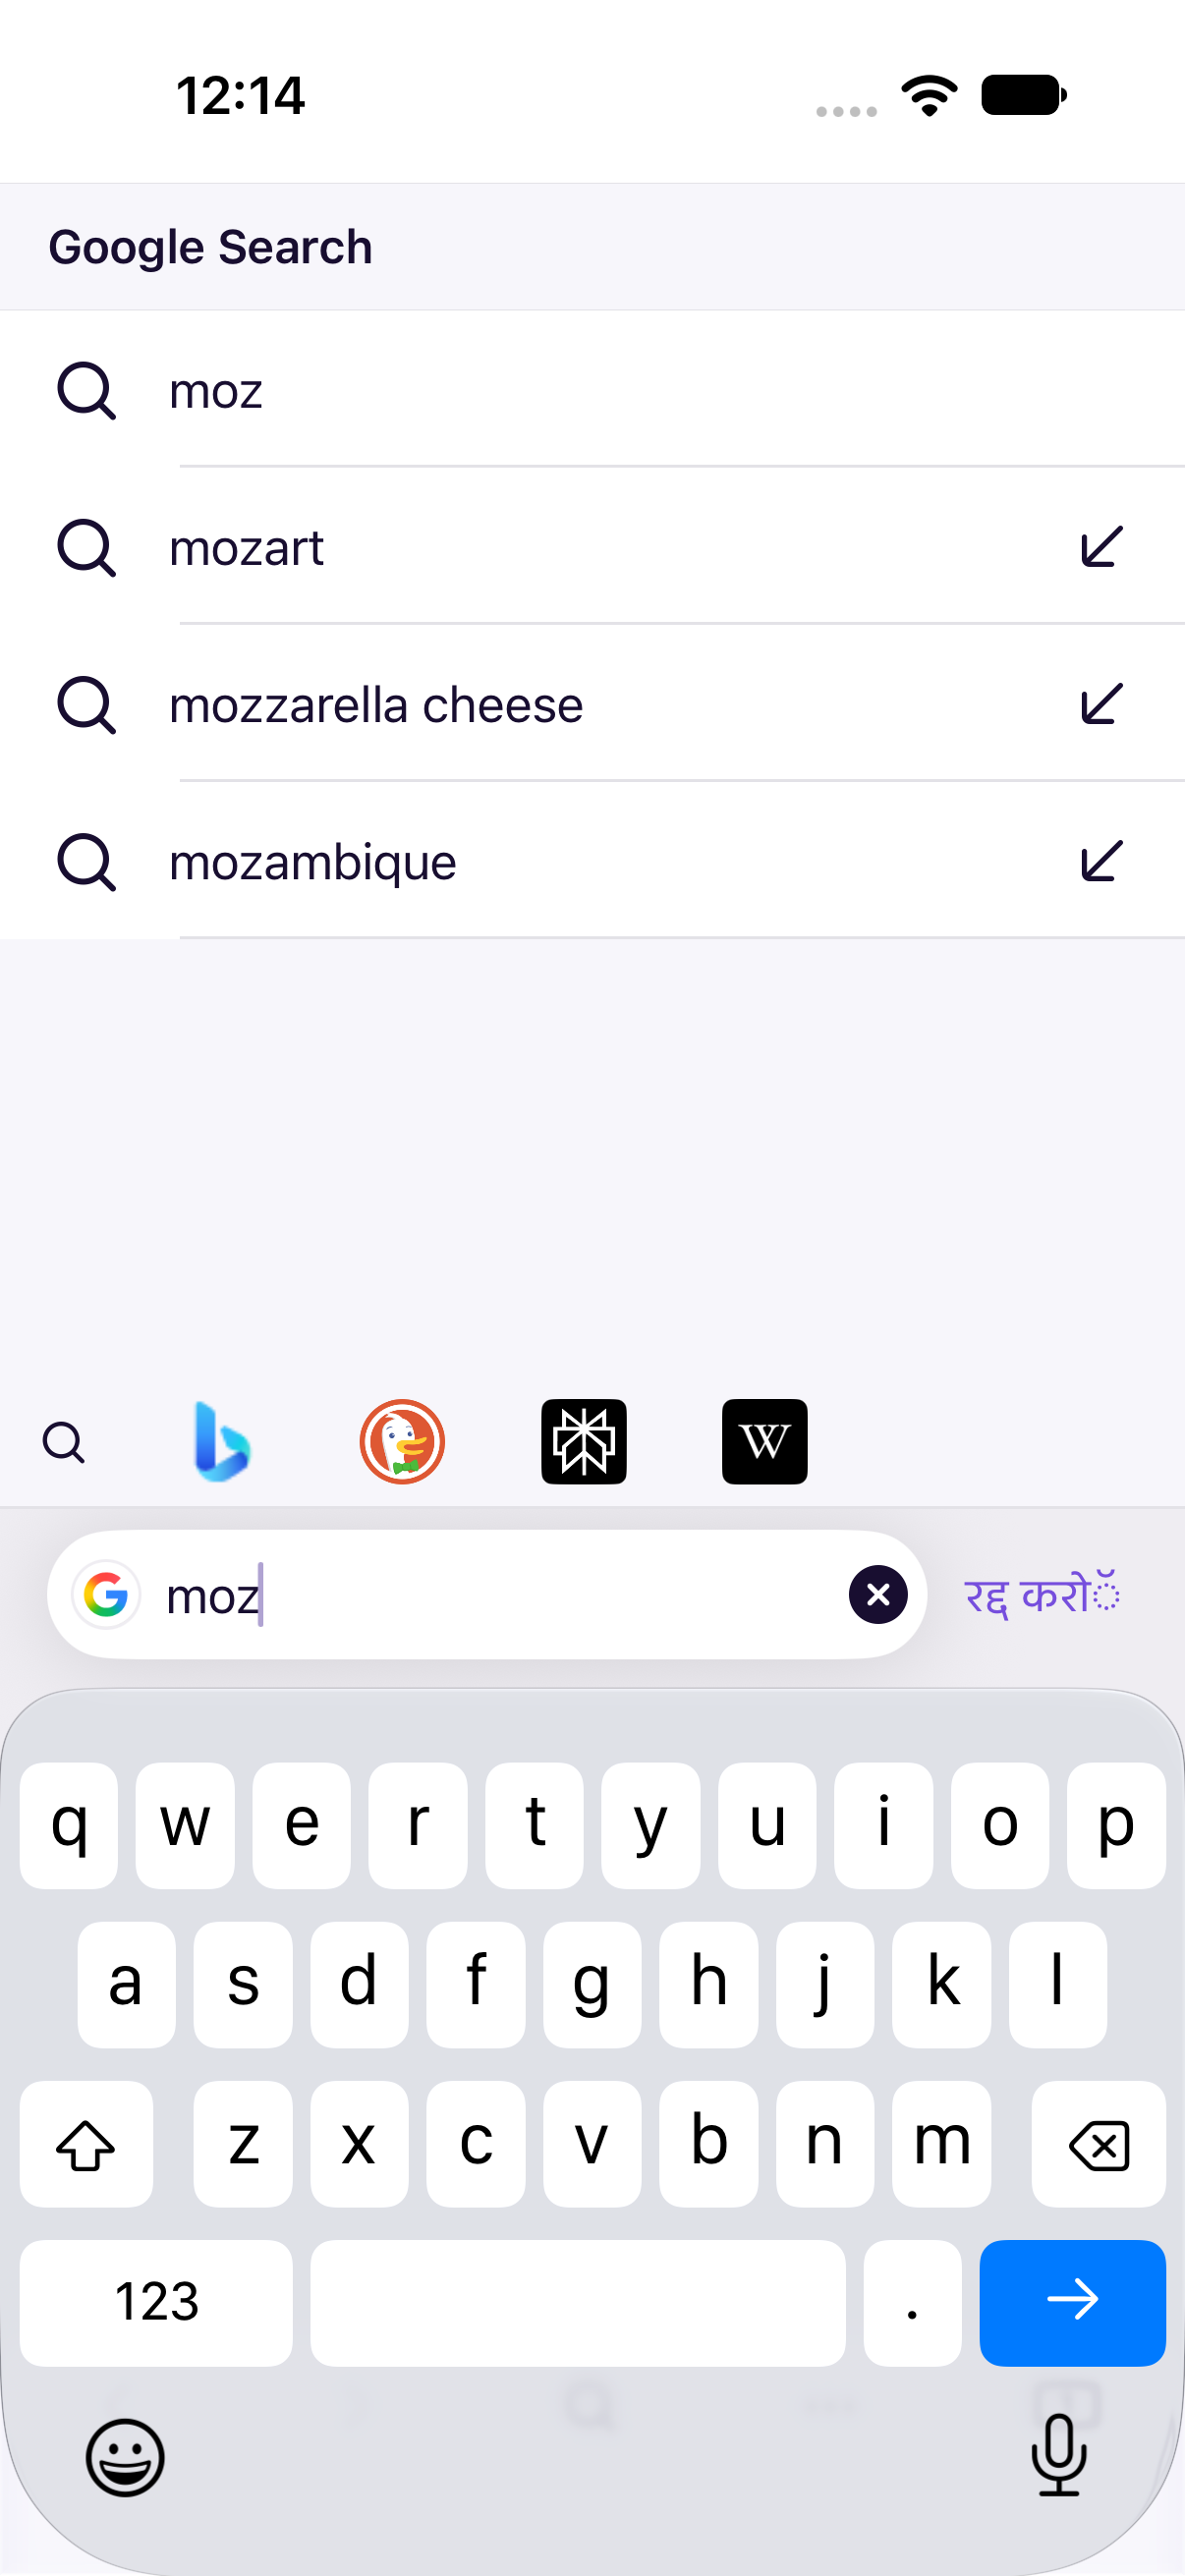 12:14
Google Search
moz
mozart
mozzarella cheese
mozambique
W
moz
रद्द करोॅ
q w e r t y u i o p
a s d f g h j k l
z x c v b n m
123 .